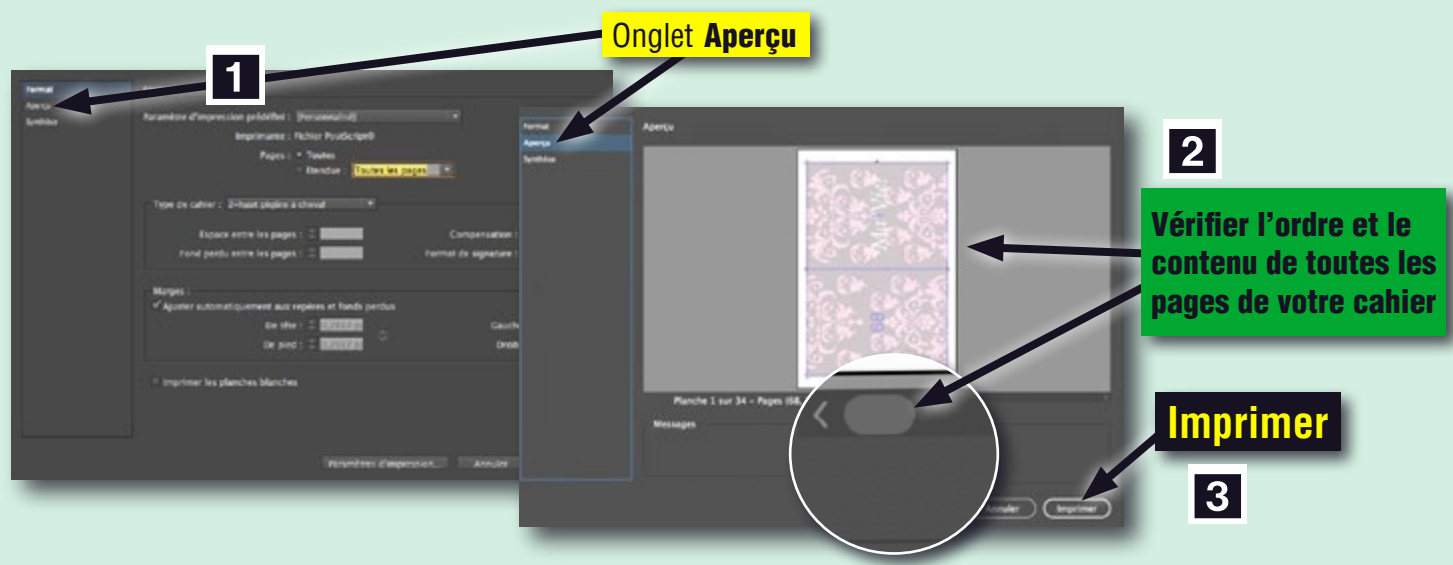 Onglet Aperçu
1
Format
Aperçu
Synthèse
Paramètre d'impression prédéfini : [Personnalisé]
Imprimante : Fichier PostScript®
Pages : Toutes
Etendue : Toutes les pages
Type de cahier : 2-haut piqûre à cheval
Espace entre les pages :
Compensation :
Fond perdu entre les pages :
Format de signature :
Marges :
Ajuster automatiquement aux repères et fonds perdus
De tête :
De pied :
Imprimer les planches blanches
Paramètres d'impression... Annuler
Format
Aperçu
Synthèse
Aperçu
68
Planche 1 sur 34 – Pages (68,
Messages
Annuler
Imprimer
2
Vérifier l'ordre et le
contenu de toutes les
pages de votre cahier
Imprimer
3